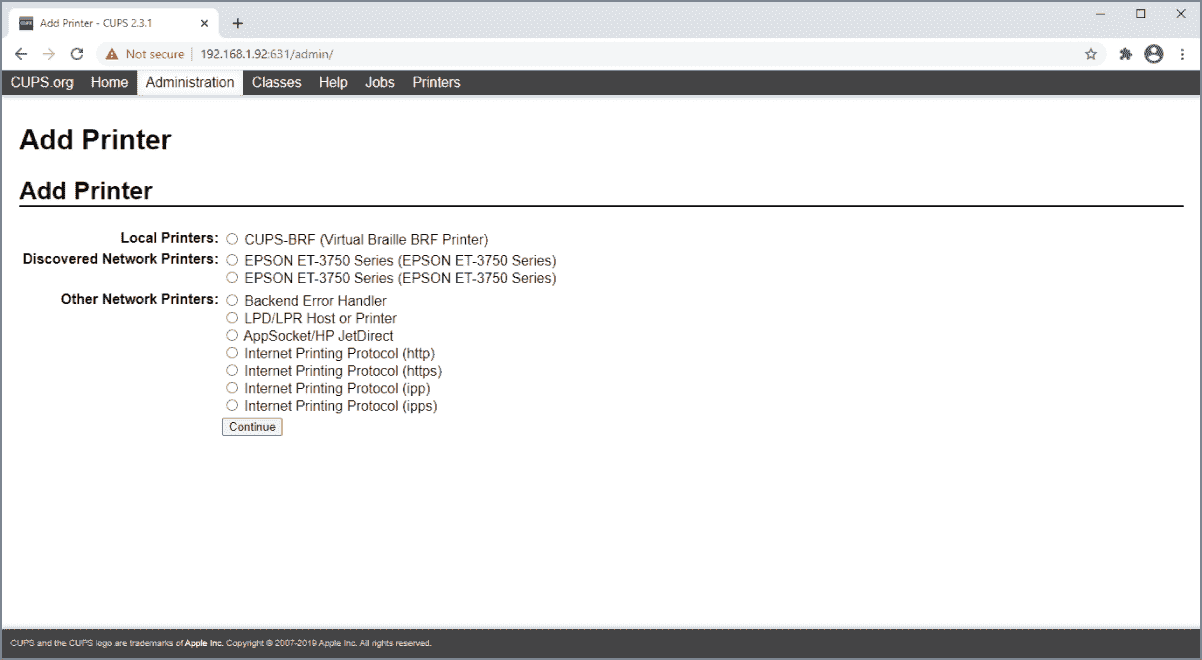 Add Printer - CUPS 2.3.1
Not secure
192.168.1.92:631/admin/
CUPS.org Home Administration Classes Help Jobs Printers
Add Printer
Add Printer
Local Printers: CUPS-BRF (Virtual Braille BRF Printer)
Discovered Network Printers: EPSON ET-3750 Series (EPSON ET-3750 Series)
EPSON ET-3750 Series (EPSON ET-3750 Series)
Other Network Printers: Backend Error Handler
LPD/LPR Host or Printer
AppSocket/HP JetDirect
Internet Printing Protocol (http)
Internet Printing Protocol (https)
Internet Printing Protocol (ipp)
Internet Printing Protocol (ipps)
Continue
CUPS and the CUPS logo are trademarks of Apple Inc. Copyright © 2007-2019 Apple Inc. All rights reserved.